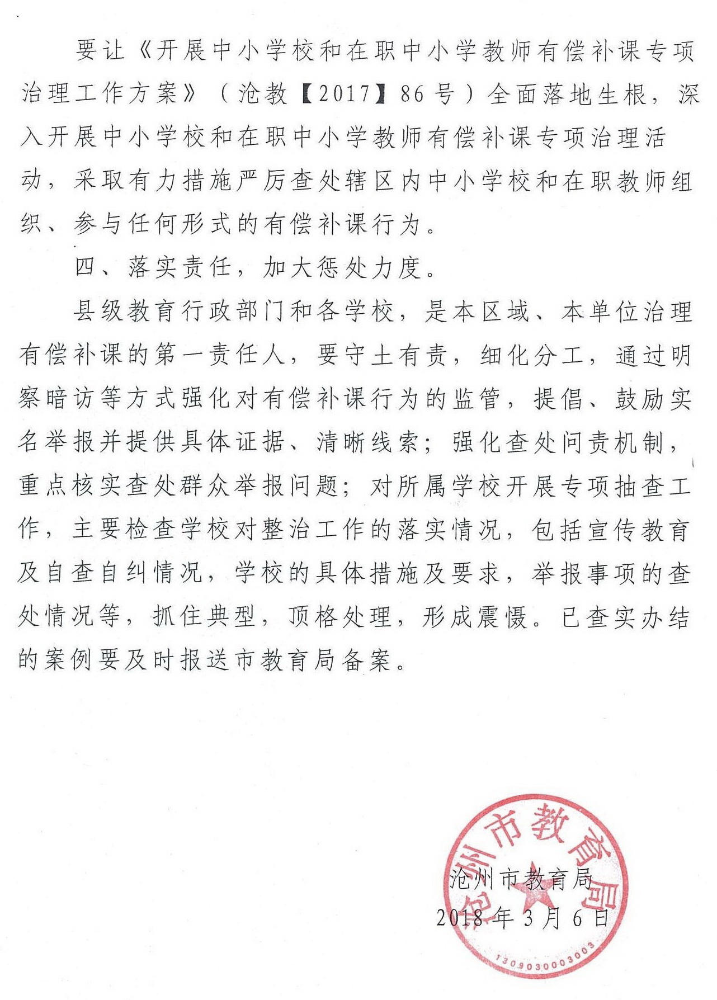 要让《开展中小学校和在职中小学教师有偿补课专项
治理工作方案》（沧教【2017】86号）全面落地生根，深
入开展中小学校和在职中小学教师有偿补课专项治理活
动，采取有力措施严厉查处辖区内中小学校和在职教师组
织、参与任何形式的有偿补课行为。
四、落实责任，加大惩处力度。
县级教育行政部门和各学校，是本区域、本单位治理
有偿补课的第一责任人，要守土有责，细化分工，通过明
察暗访等方式强化对有偿补课行为的监管，提倡、鼓励实
名举报并提供具体证据、清晰线索；强化查处问责机制，
重点核实查处群众举报问题；对所属学校开展专项抽查工
作，主要检查学校对整治工作的落实情况，包括宣传教育
及自查自纠情况，学校的具体措施及要求，举报事项的查
处情况等，抓住典型，顶格处理，形成震慑。已查实办结
的案例要及时报送市教育局备案。
沧州市教育局
沧州市教育局
2018年3月6日
1309030003003